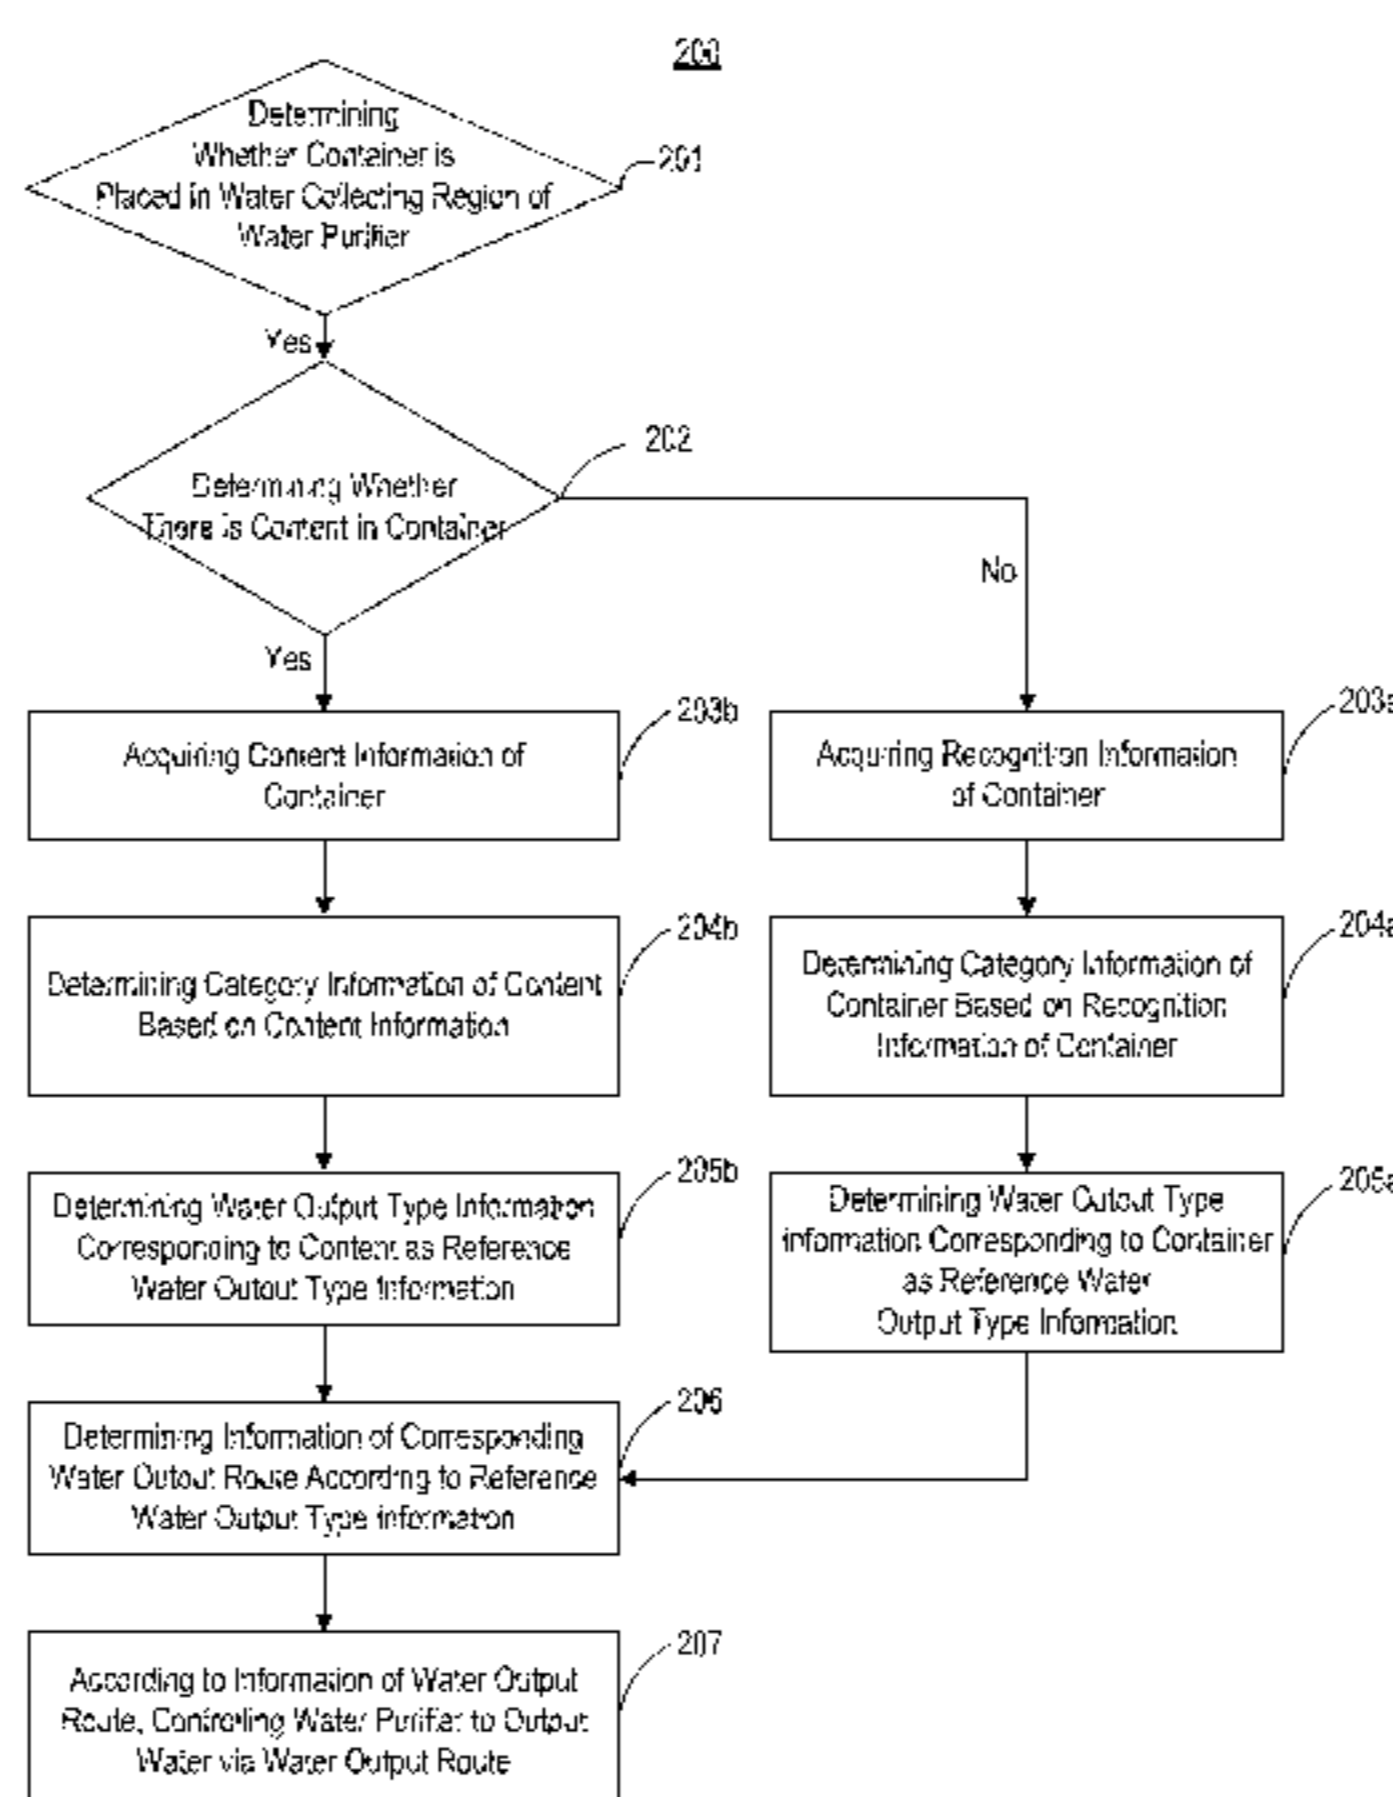 200
Determining
Whether Container is
Placed in Water Collecting Region of
Water Purifier
201
Yes
202
Determining Whether
There is Content in Container
No
Yes
203b
Acquiring Content Information of
Container
203a
Acquiring Recognition Information
of Container
204b
Determining Category Information of Content
Based on Content Information
204a
Determining Category Information of
Container Based on Recognition
Information of Container
205b
Determining Water Output Type Information
Corresponding to Content as Reference
Water Output Type Information
205a
Determining Water Output Type
information Corresponding to Container
as Reference Water
Output Type Information
206
Determining Information of Corresponding
Water Output Route According to Reference
Water Output Type information
207
According to Information of Water Output
Route, Controlling Water Purifier to Output
Water via Water Output Route